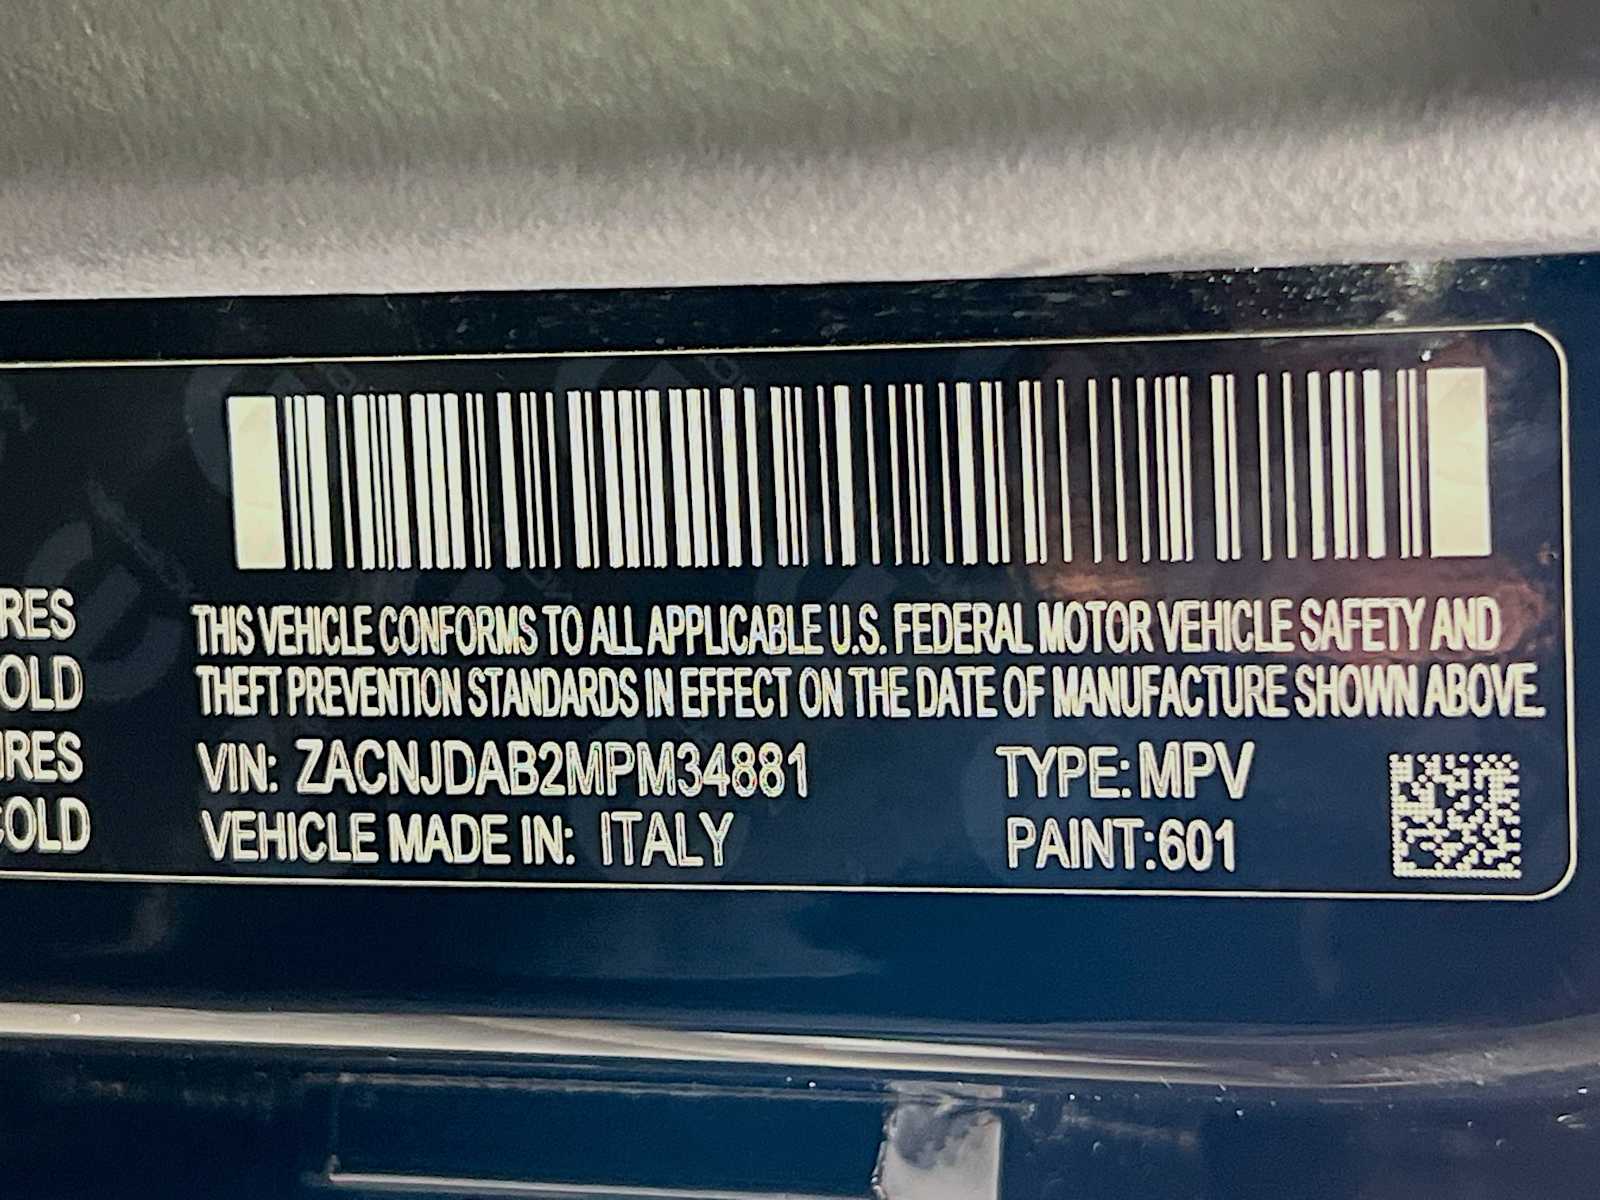 RES
OLD
THIS VEHICLE CONFORMS TO ALL APPLICABLE U.S. FEDERAL MOTOR VEHICLE SAFETY AND
THEFT PREVENTION STANDARDS IN EFFECT ON THE DATE OF MANUFACTURE SHOWN ABOVE.
IRES
COLD
VIN: ZACNJDAB2MPM34881
VEHICLE MADE IN: ITALY
TYPE: MPV
PAINT:601